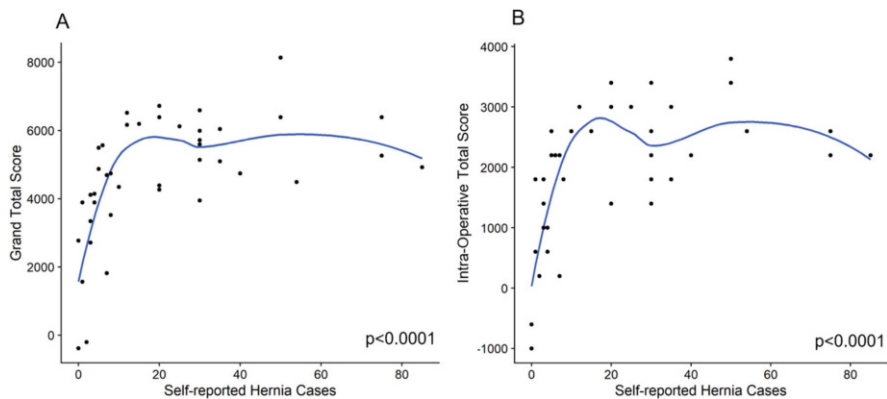 A
Grand Total Score
8000
6000
4000
2000
0
0
20
40
60
80
p<0.0001
Self-reported Hernia Cases
B
Intra-Operative Total Score
4000
3000
2000
1000
0
-1000
0
20
40
60
80
p<0.0001
Self-reported Hernia Cases